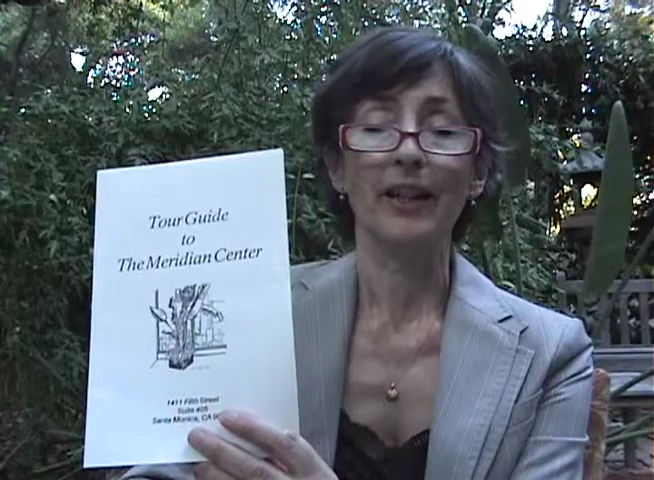 Tour Guide
to
The Meridian Center
1411 Fifth Street
Suite 405
Santa Monica, CA